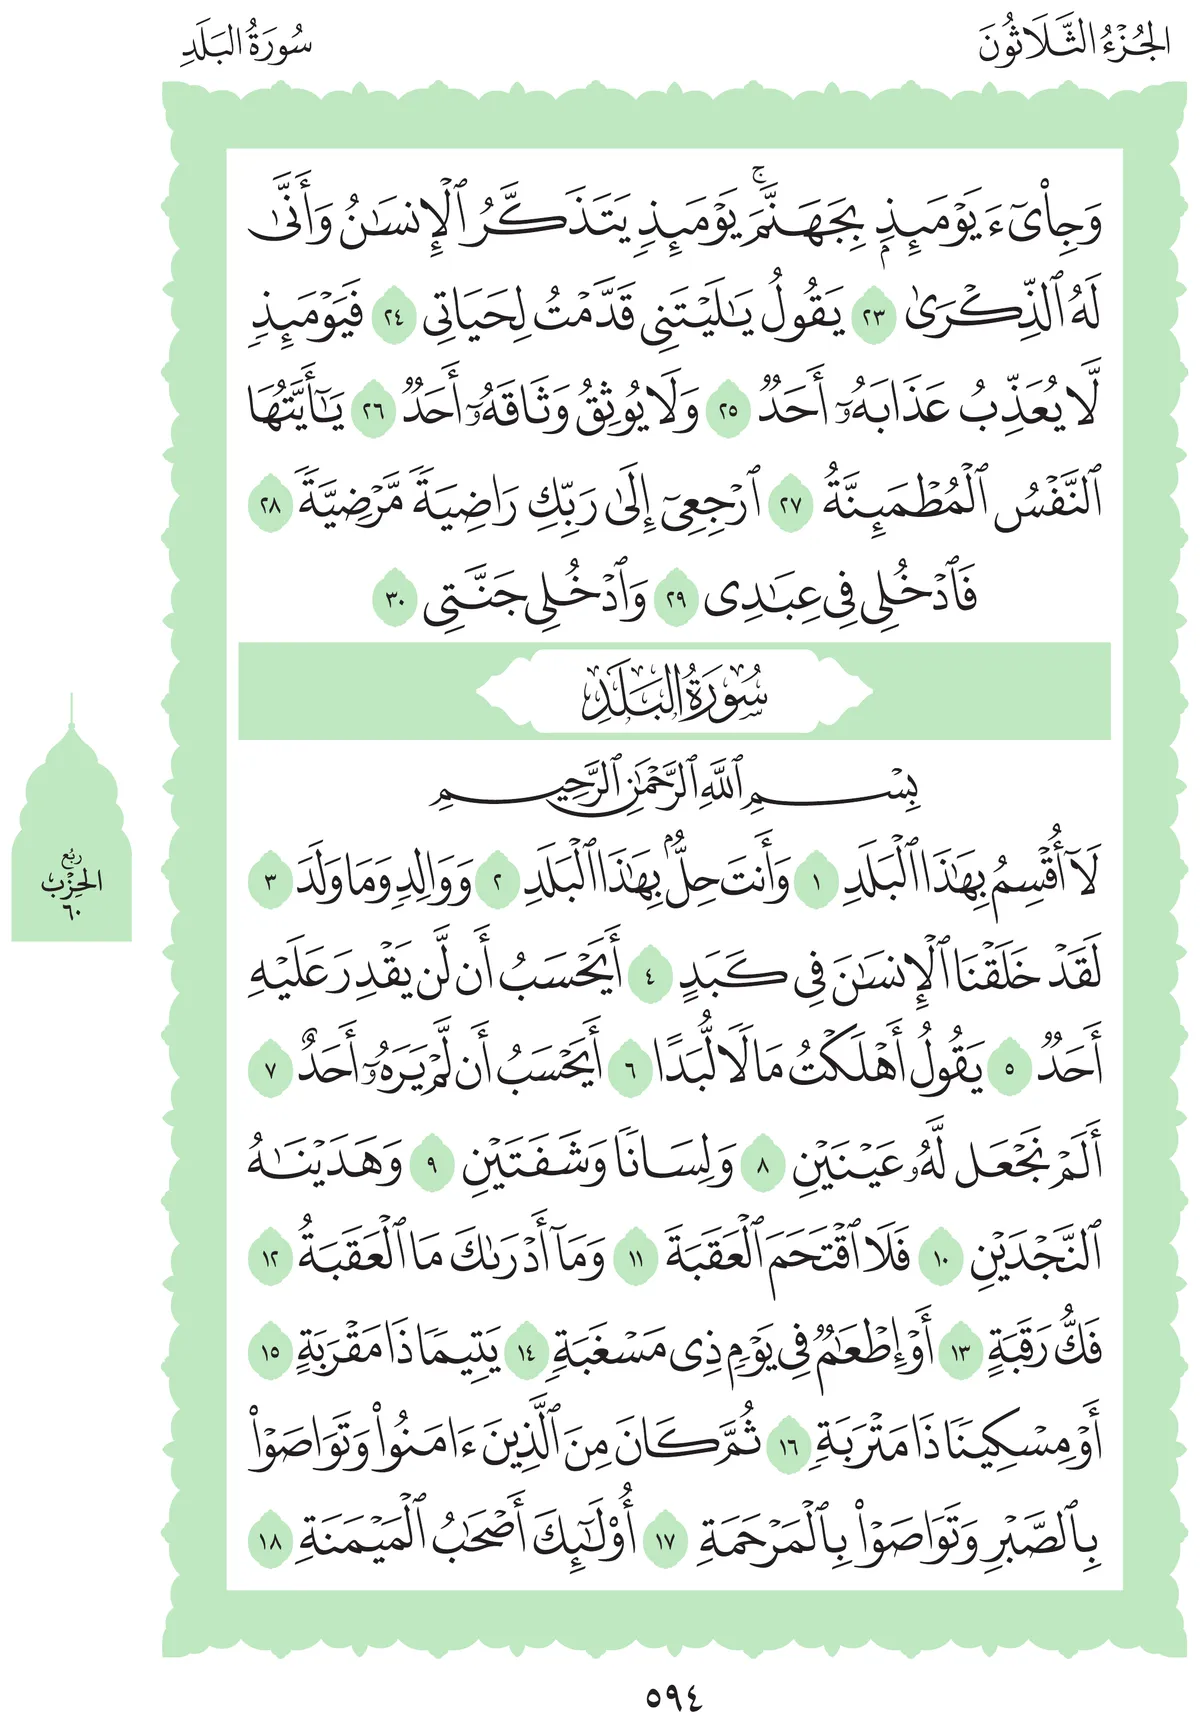 الجُزْءُ الثَّلَاثُونَ
سُورَةُ البَلَدِ
وَجِاْىٓءَ يَوْمَئِذِۭ بِجَهَنَّمَۚ يَوْمَئِذٖ يَتَذَكَّرُ ٱلْإِنسَٰنُ وَأَنَّىٰ
لَهُ ٱلذِّكْرَىٰ ٢٣ يَقُولُ يَٰلَيْتَنِى قَدَّمْتُ لِحَيَاتِى ٢٤ فَيَوْمَئِذٖ
لَّا يُعَذِّبُ عَذَابَهُۥٓ أَحَدٞ ٢٥ وَلَا يُوثِقُ وَثَاقَهُۥٓ أَحَدٞ ٢٦ يَٰٓأَيَّتُهَا
ٱلنَّفْسُ ٱلْمُطْمَئِنَّةُ ٢٧ ٱرْجِعِىٓ إِلَىٰ رَبِّكِ رَاضِيَةٗ مَّرْضِيَّةٗ ٢٨
فَٱدْخُلِى فِى عِبَٰدِى ٢٩ وَٱدْخُلِى جَنَّتِى ٣٠
سُورَةُ البَلَدِ
بِسْمِ ٱللَّهِ ٱلرَّحْمَٰنِ ٱلرَّحِيمِ
لَآ أُقْسِمُ بِهَٰذَا ٱلْبَلَدِ ١ وَأَنتَ حِلُّۢ بِهَٰذَا ٱلْبَلَدِ ٢ وَوَالِدٖ وَمَا وَلَدَ ٣
رُبْع
الحِزْب
٦٠
لَقَدْ خَلَقْنَا ٱلْإِنسَٰنَ فِى كَبَدٍ ٤ أَيَحْسَبُ أَن لَّن يَقْدِرَ عَلَيْهِ
أَحَدٞ ٥ يَقُولُ أَهْلَكْتُ مَالٗا لُّبَدًا ٦ أَيَحْسَبُ أَن لَّمْ يَرَهُۥٓ أَحَدٌ ٧
أَلَمْ نَجْعَل لَّهُۥ عَيْنَيْنِ ٨ وَلِسَانٗا وَشَفَتَيْنِ ٩ وَهَدَيْنَٰهُ
ٱلنَّجْدَيْنِ ١٠ فَلَا ٱقْتَحَمَ ٱلْعَقَبَةَ ١١ وَمَآ أَدْرَىٰكَ مَا ٱلْعَقَبَةُ ١٢
فَكُّ رَقَبَةٍ ١٣ أَوْ إِطْعَٰمٞ فِى يَوْمٖ ذِى مَسْغَبَةٖ ١٤ يَتِيمٗا ذَا مَقْرَبَةٍ ١٥
أَوْ مِسْكِينٗا ذَا مَتْرَبَةٖ ١٦ ثُمَّ كَانَ مِنَ ٱلَّذِينَ ءَامَنُوا۟ وَتَوَاصَوْا۟
بِٱلصَّبْرِ وَتَوَاصَوْا۟ بِٱلْمَرْحَمَةِ ١٧ أُو۟لَٰٓئِكَ أَصْحَٰبُ ٱلْمَيْمَنَةِ ١٨
٥٩٤